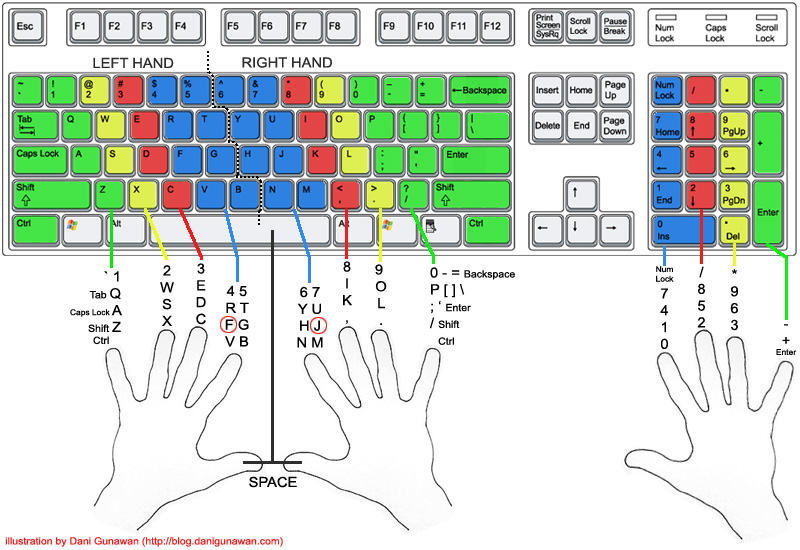 Esc F1 F2 F3 F4 F5 F6 F7 F8 F9 F10 F11 F12 Print Screen SysRq Scroll Lock Pause Break Num Lock Caps Lock Scroll Lock
LEFT HAND RIGHT HAND
~ ` ! 1 @ 2 # 3 $ 4 % 5 ^ 6 & 7 * 8 ( 9 ) 0 - + = ←Backspace Insert Home Page Up Num Lock / * -
Tab Q W E R T Y U I O P { [ } ] | \ Delete End Page Down 7 Home 8 ↑ 9 PgUp +
Caps Lock A S D F G H J K L : ; " , Enter 4 ← 5 6 →
Shift Z X C V B N M < , > . ? / Shift ↑ 1 End 2 ↓ 3 PgDn Enter
Ctrl Alt Alt Ctrl ← ↓ → 0 Ins • Del
` 1
Tab Q
Caps Lock A
Shift Z
Ctrl
2
W
S
X
3
E
D
C
4 5
R T
F G
V B
6 7
Y U
H J
N M
8
I
K
,
9
O
L
.
0 - = Backspace
P [ ] \
; ‘ Enter
/ Shift
Ctrl
Num Lock
7
4
1
0
/
8
5
2
*
9
6
3
-
+
Enter
SPACE
illustration by Dani Gunawan (http://blog.danigunawan.com)